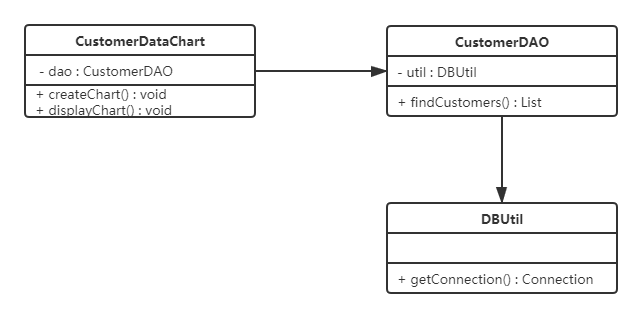 CustomerDataChart
- dao : CustomerDAO
+ createChart() : void
+ displayChart() : void
CustomerDAO
- util : DBUtil
+ findCustomers() : List
DBUtil
+ getConnection() : Connection